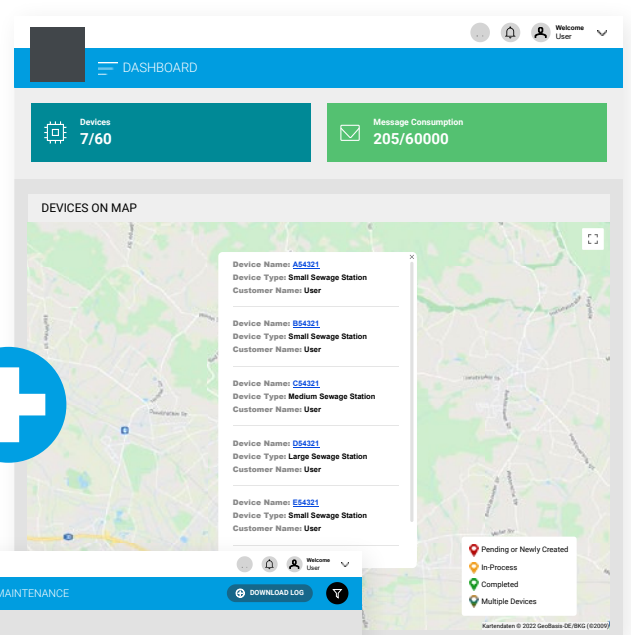 Welcome
User
DASHBOARD
Devices
7/60
Message Consumption
205/60000
DEVICES ON MAP
Device Name: A54321
Device Type: Small Sewage Station
Customer Name: User
Device Name: B54321
Device Type: Small Sewage Station
Customer Name: User
Device Name: C54321
Device Type: Medium Sewage Station
Customer Name: User
Device Name: D54321
Device Type: Large Sewage Station
Customer Name: User
Device Name: E54321
Device Type: Small Sewage Station
Customer Name: User
Pending or Newly Created
In-Process
Completed
Multiple Devices
Kartendaten © 2022 GeoBasis-DE/BKG (©2009)
Welcome
User
MAINTENANCE
DOWNLOAD LOG